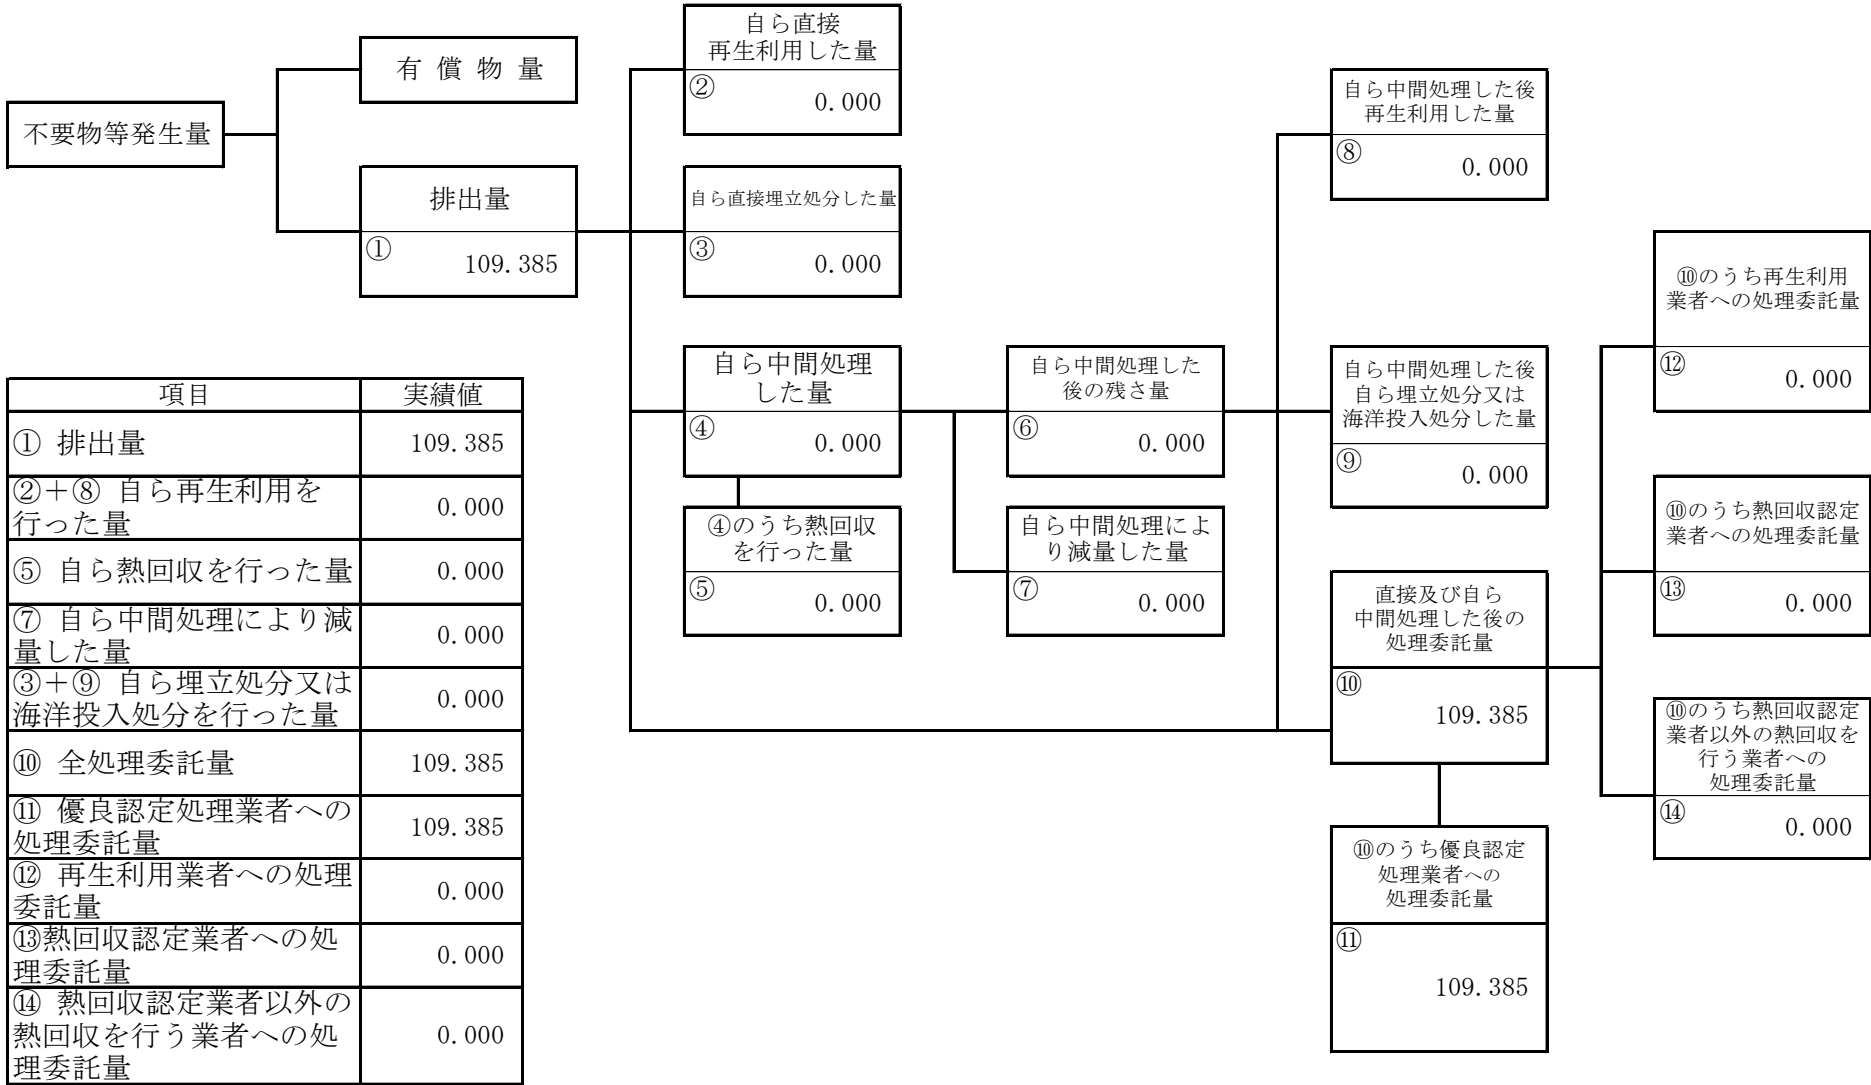 不要物等発生量
有 償 物 量
排出量
①
109.385
自ら直接
再生利用した量
②
0.000
自ら直接埋立処分した量
③
0.000
自ら中間処理
した量
④
0.000
④のうち熱回収
を行った量
⑤
0.000
自ら中間処理した
後の残さ量
⑥
0.000
自ら中間処理によ
り減量した量
⑦
0.000
自ら中間処理した後
再生利用した量
⑧
0.000
自ら中間処理した後
自ら埋立処分又は
海洋投入処分した量
⑨
0.000
直接及び自ら
中間処理した後の
処理委託量
⑩
109.385
⑩のうち優良認定
処理業者への
処理委託量
⑪
109.385
⑩のうち再生利用
業者への処理委託量
⑫
0.000
⑩のうち熱回収認定
業者への処理委託量
⑬
0.000
⑩のうち熱回収認定
業者以外の熱回収を
行う業者への
処理委託量
⑭
0.000
項目 実績値
① 排出量 109.385
②+⑧ 自ら再生利用を
行った量 0.000
⑤ 自ら熱回収を行った量 0.000
⑦ 自ら中間処理により減
量した量 0.000
③+⑨ 自ら埋立処分又は
海洋投入処分を行った量 0.000
⑩ 全処理委託量 109.385
⑪ 優良認定処理業者への
処理委託量 109.385
⑫ 再生利用業者への処理
委託量 0.000
⑬熱回収認定業者への処
理委託量 0.000
⑭ 熱回収認定業者以外の
熱回収を行う業者への処
理委託量 0.000